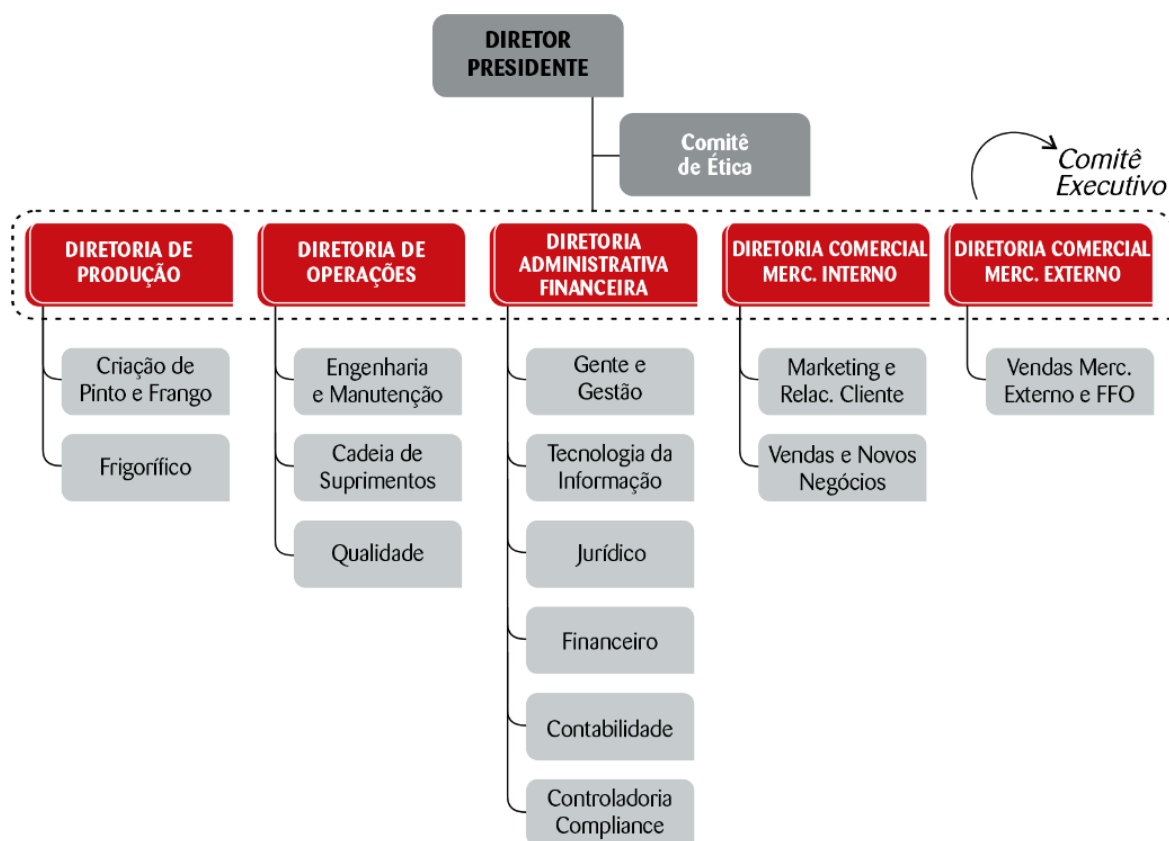 DIRETOR
PRESIDENTE
Comitê
de Ética
Comitê
Executivo
DIRETORIA DE
PRODUÇÃO
DIRETORIA DE
OPERAÇÕES
DIRETORIA
ADMINISTRATIVA
FINANCEIRA
DIRETORIA COMERCIAL
MERC. INTERNO
DIRETORIA COMERCIAL
MERC. EXTERNO
Criação de
Pinto e Frango
Frigorífico
Engenharia
e Manutenção
Cadeia de
Suprimentos
Qualidade
Gente e
Gestão
Tecnologia da
Informação
Jurídico
Financeiro
Contabilidade
Controladoria
Compliance
Marketing e
Relac. Cliente
Vendas e Novos
Negócios
Vendas Merc.
Externo e FFO